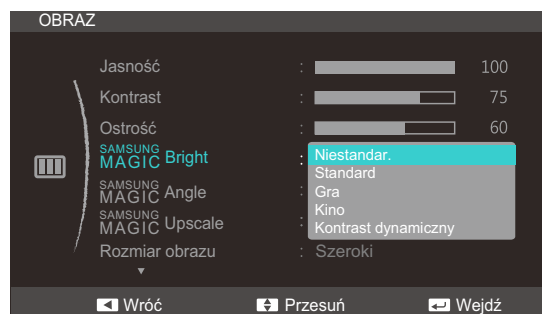 OBRAZ
Jasność : 100
Kontrast : 75
Ostrość : 60
SAMSUNG MAGIC Bright : Niestandar.
Standard
SAMSUNG MAGIC Angle : Gra
Kino
SAMSUNG MAGIC Upscale : Kontrast dynamiczny
Rozmiar obrazu : Szeroki
Wróć Przesuń Wejdź